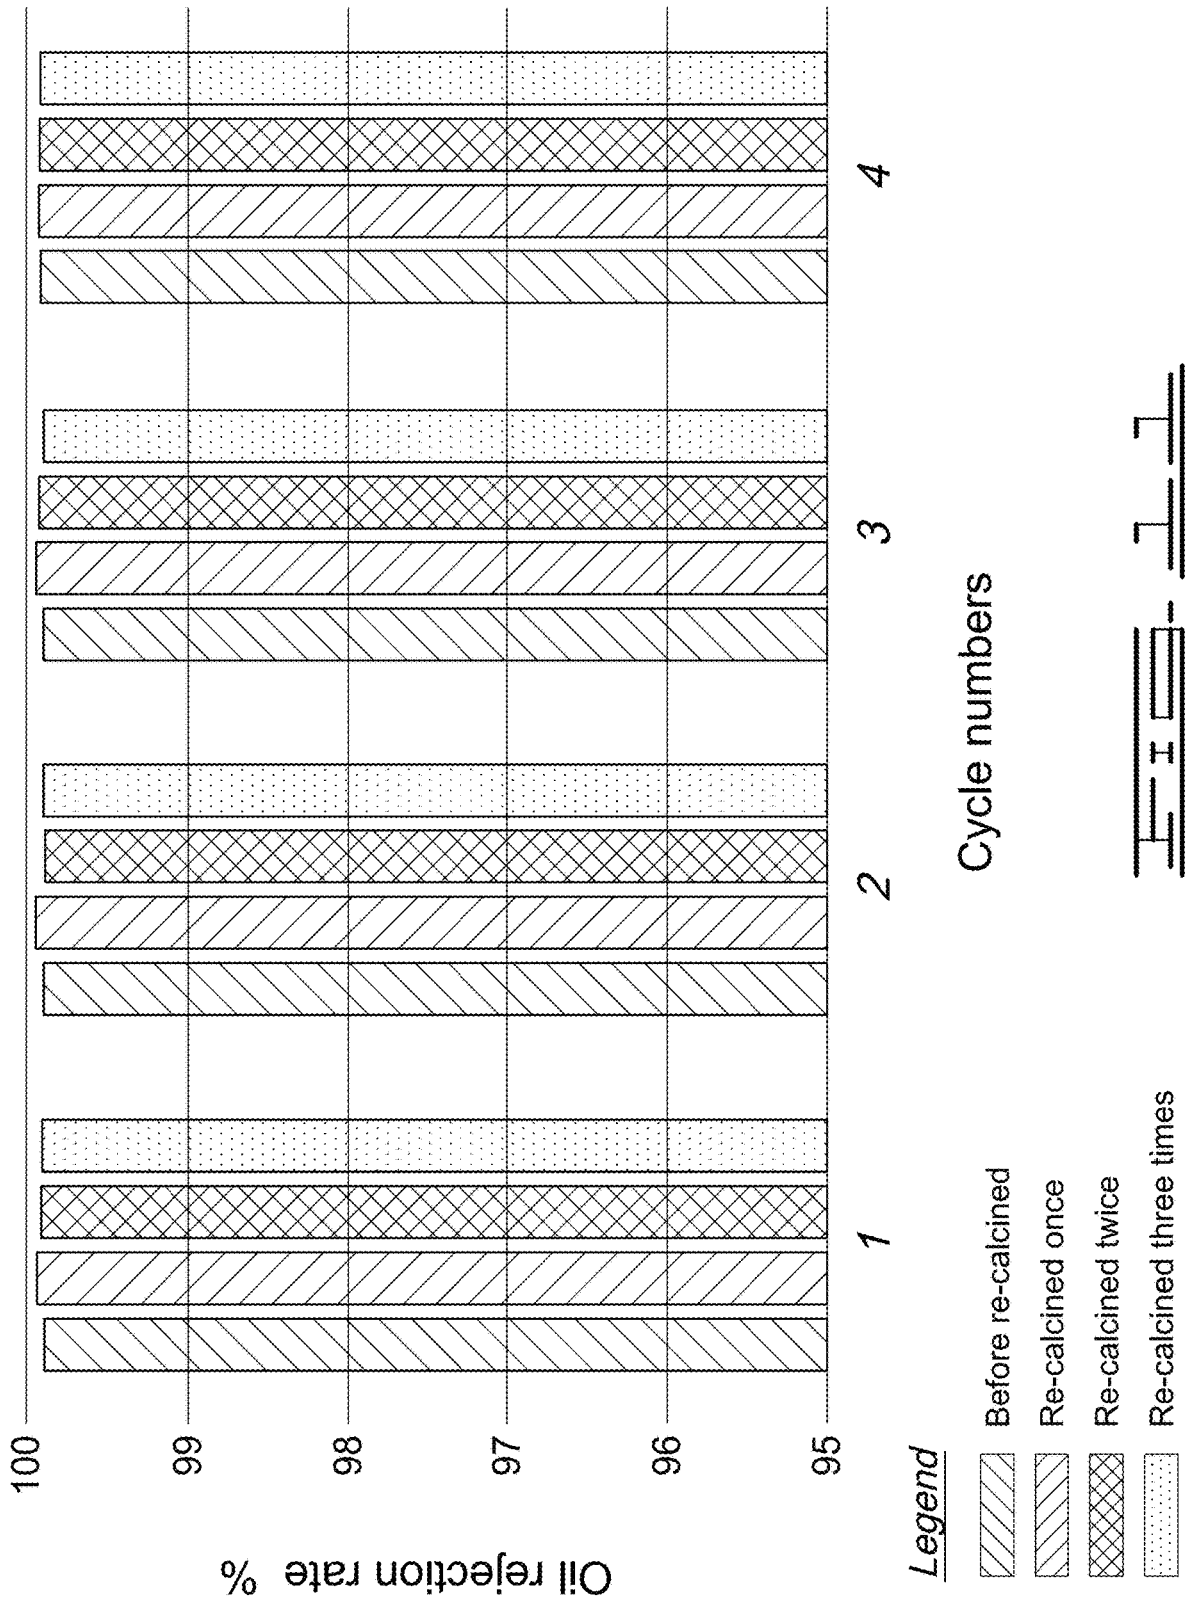 Oil rejection rate %
100
99
98
97
96
95
1
2
3
4
Cycle numbers
Legend
Before re-calcined
Re-calcined once
Re-calcined twice
Re-calcined three times
FIG. 11